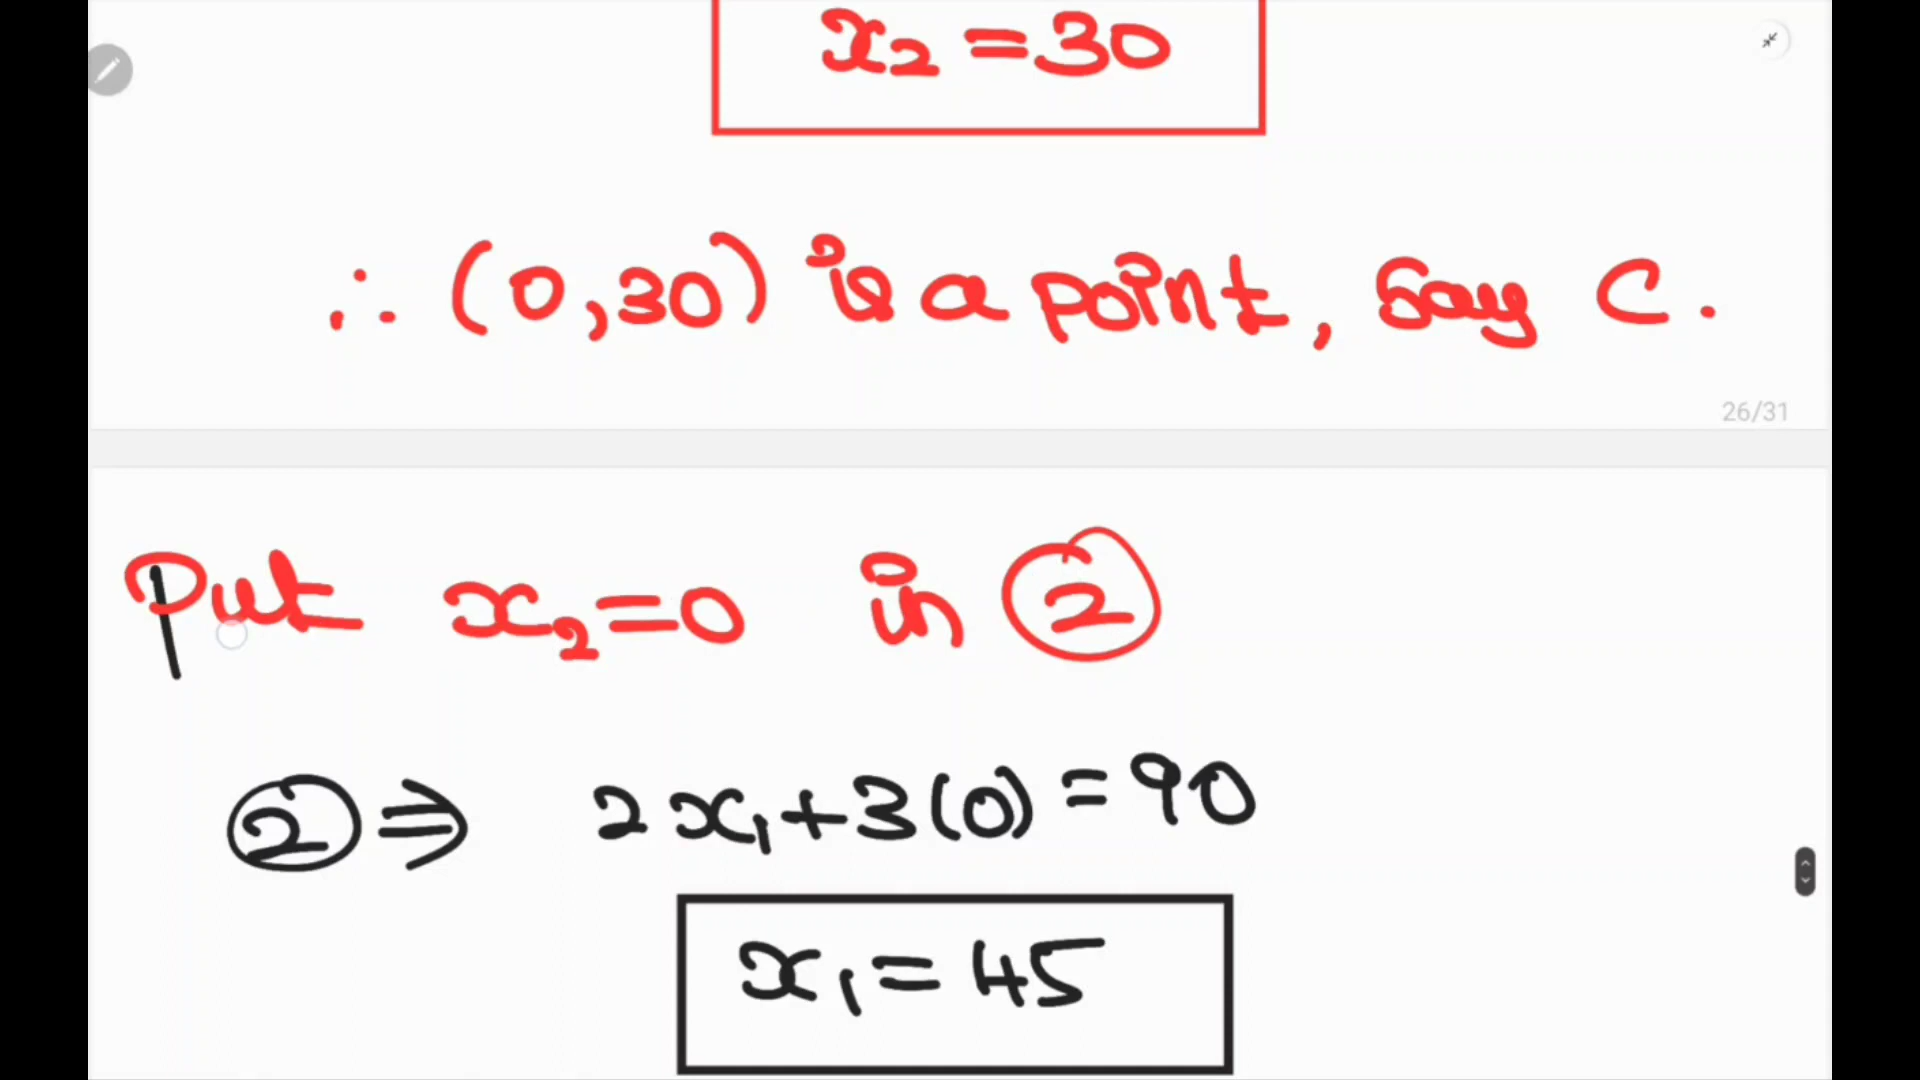 x₂ = 30
∴ (0,30) is a point, Say C.
26/31
Put x₂ = 0 in ②
② ⇒ 2x₁ + 3(0) = 90
x₁ = 45